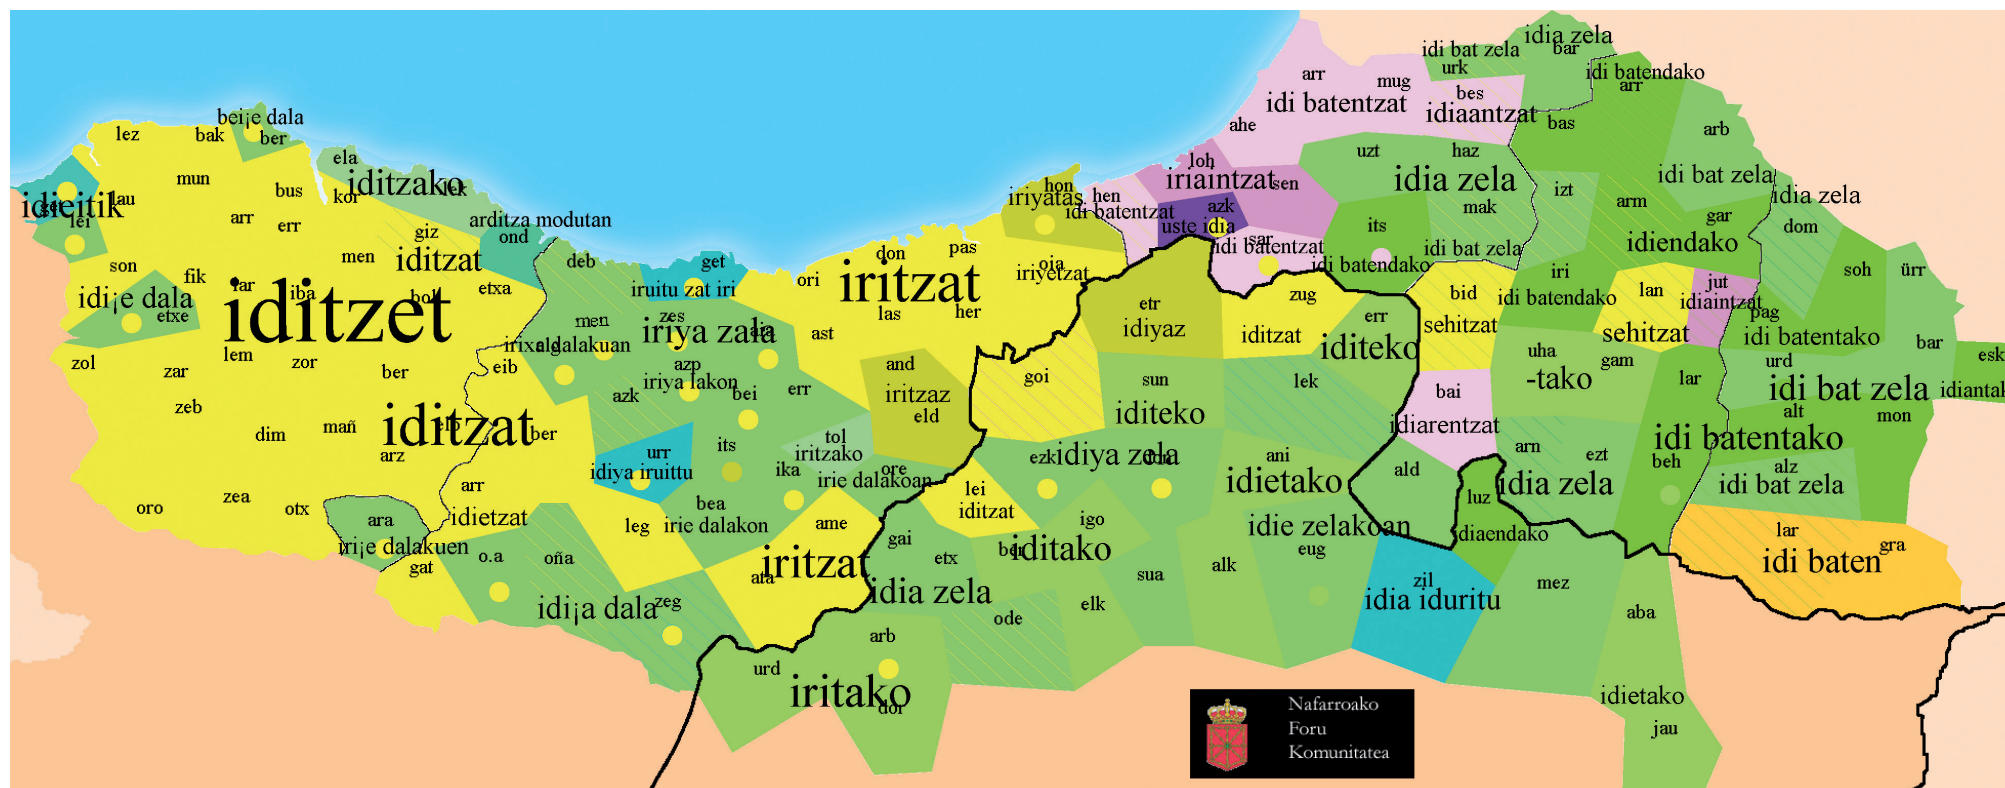 idia zela
bar
idi bat zela
urk
idi batendako
arr
arr
mug
bes
idi batentzat
idiaantzat
ahe
bas
arb
bei¡e dala
ber
lez
bak
ela
iditzako
lek
kor
mun
bus
lau
idieitik
lei
arr
err
giz
men
iditzat
arditza modutan
ond
etxa
son
fik
idi¡e dala
etxe
lar
iba
bol
iditzet
zol
zar
lem
zor
ber
zeb
dim
mañ
arz
iditzat
elo
eib
ber
oro
zea
otx
arr
idietzat
ara
iri¡e dalakuen
gat
o.a
oña
idi¡a dala
zeg
deb
get
iruitu zat iri
men
zes
iriya zala
aia
azp
iriya lakon
azk
bei
err
urr
idiya iruittu
its
tol
iritzako
ika
ore
irie dalakoan
bea
irie dalakon
leg
ame
iritzat
ata
ori
don
pas
iritzat
las
her
ast
and
iritzaz
eld
hon
iriyatas
oia
iriyetzat
hen
idi batentzat
loh
iriaintzat
sen
azk
uste idia
sar
idi batentzat
uzt
haz
idia zela
mak
its
idi bat zela
idi batendako
izt
arm
idi bat zela
gar
idiendako
idia zela
dom
iri
idi batendako
lan
sehitzat
jut
idiaintzat
pag
idi batentako
soh
ürr
bar
esk
urd
idi bat zela
alt
mon
idi batentako
alz
idi bat zela
lar
gra
idi baten
etr
idiyaz
zug
iditzat
err
iditeko
bid
sehitzat
uha
gam
-tako
lar
goi
sun
iditeko
lek
bai
idiarentzat
arn
ezt
beh
idia zela
ezk
idiya zela
ani
idietako
ald
luz
idiaendako
lei
iditzat
igo
ber
iditako
idie zelakoan
eug
gai
etx
idia zela
sua
alk
elk
ode
zil
idia iduritu
mez
aba
arb
urd
iritako
dor
idietako
jau
Nafarroako
Foru
Komunitatea